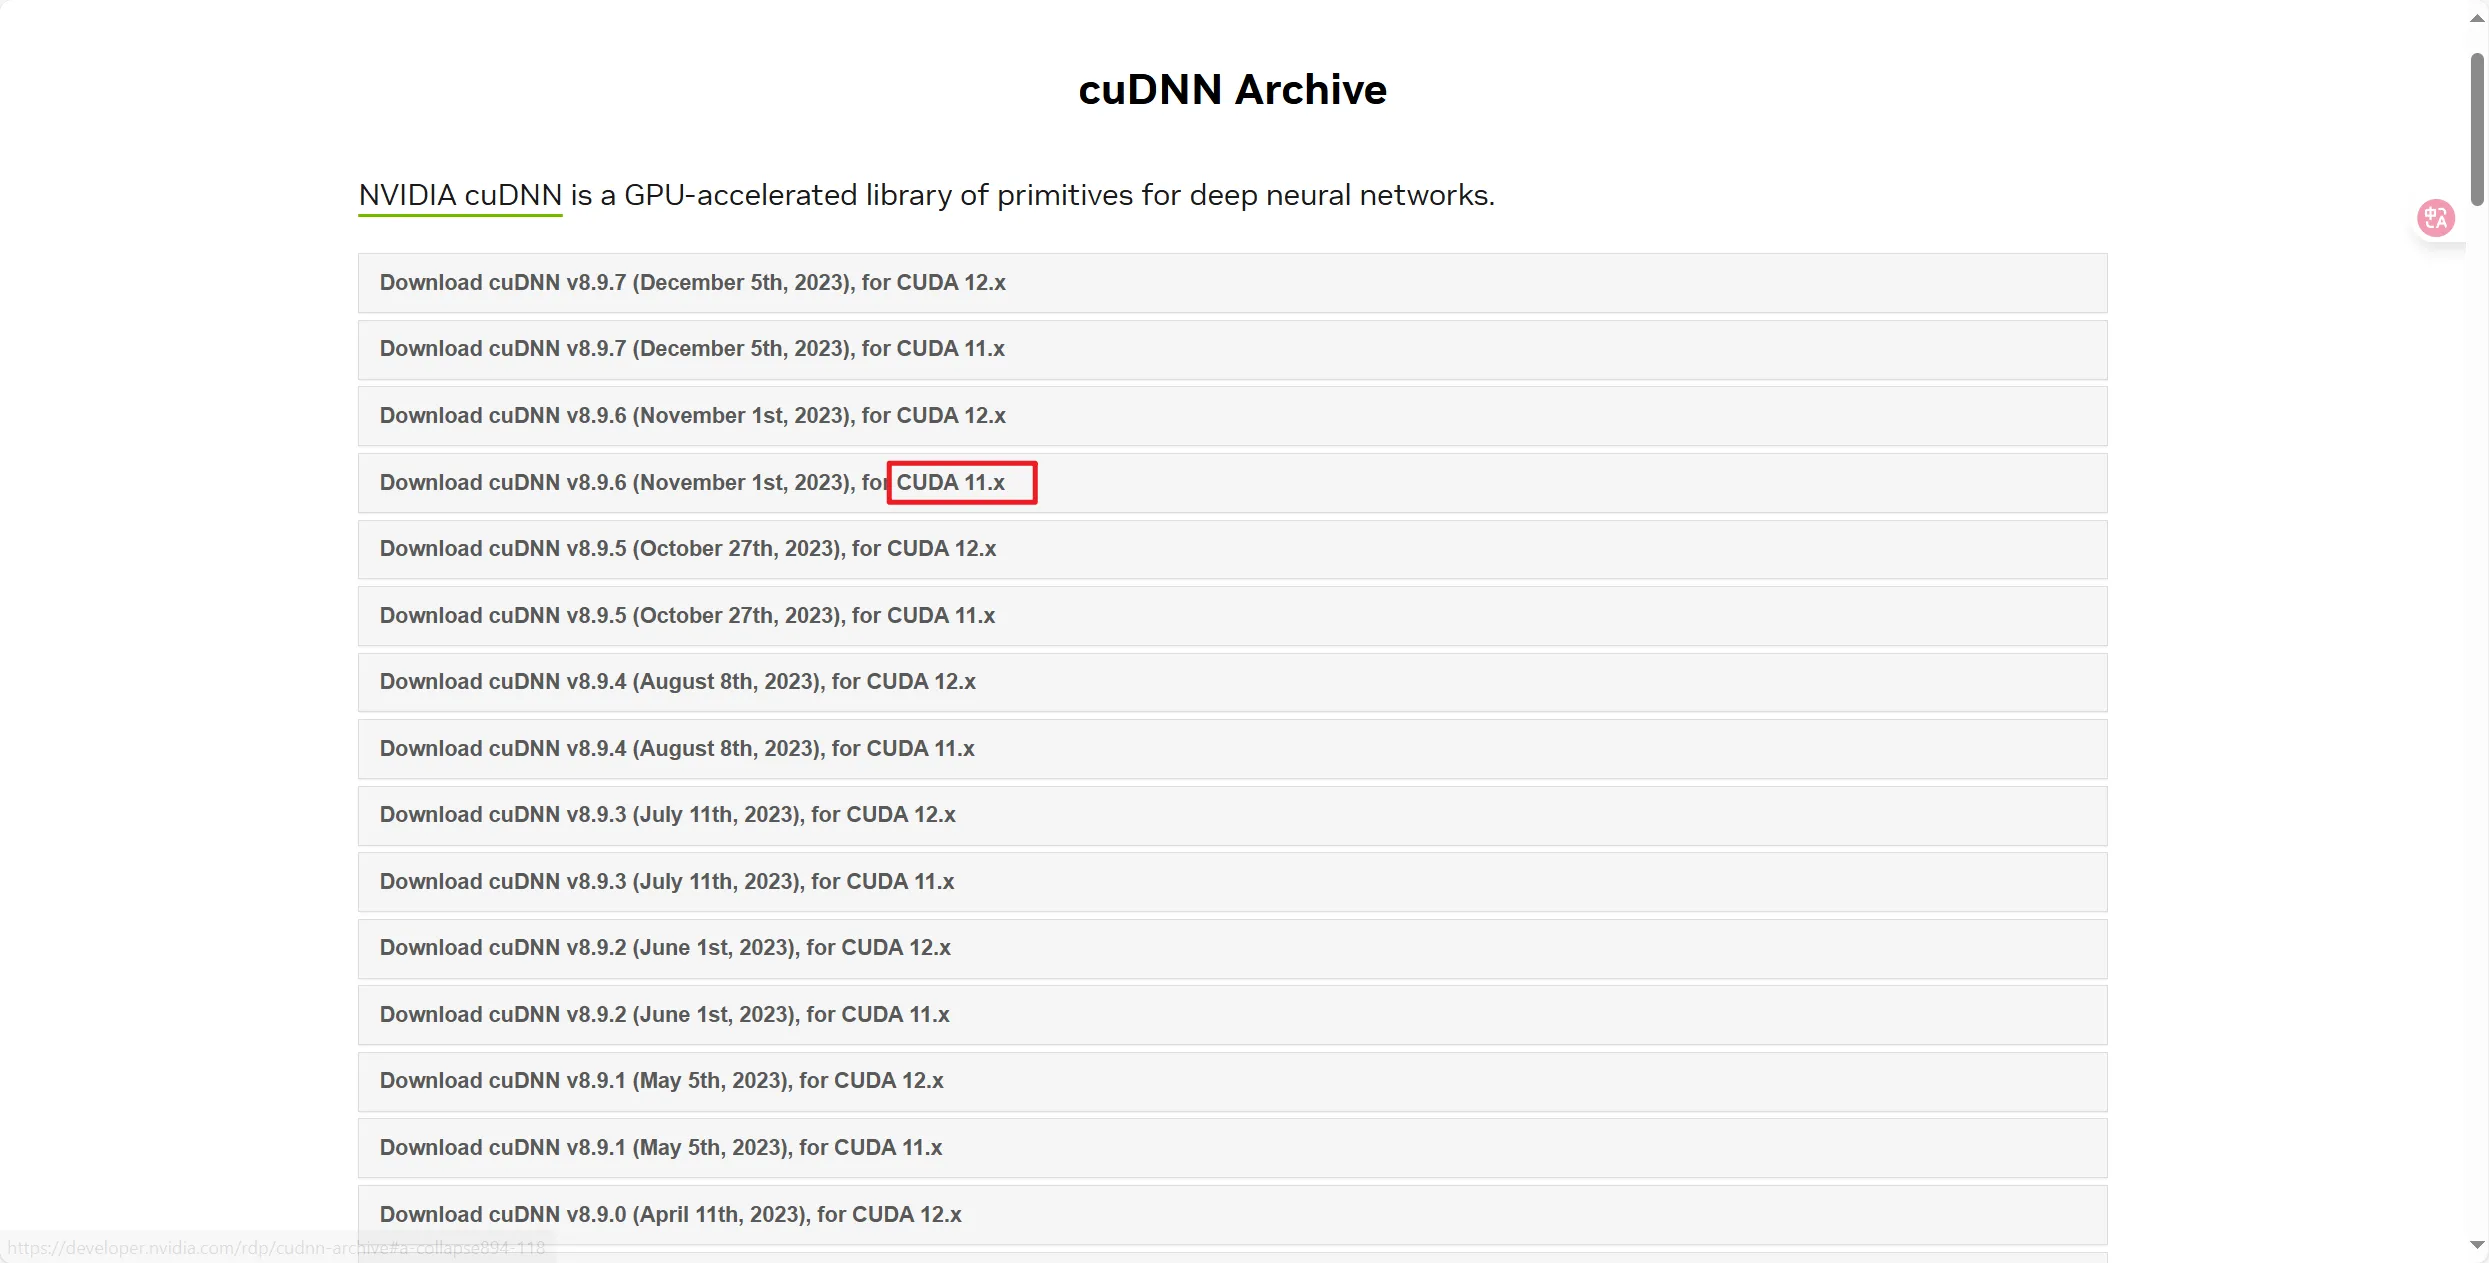 cuDNN Archive
NVIDIA cuDNN is a GPU-accelerated library of primitives for deep neural networks.
中A
Download cuDNN v8.9.7 (December 5th, 2023), for CUDA 12.x
Download cuDNN v8.9.7 (December 5th, 2023), for CUDA 11.x
Download cuDNN v8.9.6 (November 1st, 2023), for CUDA 12.x
Download cuDNN v8.9.6 (November 1st, 2023), for CUDA 11.x
Download cuDNN v8.9.5 (October 27th, 2023), for CUDA 12.x
Download cuDNN v8.9.5 (October 27th, 2023), for CUDA 11.x
Download cuDNN v8.9.4 (August 8th, 2023), for CUDA 12.x
Download cuDNN v8.9.4 (August 8th, 2023), for CUDA 11.x
Download cuDNN v8.9.3 (July 11th, 2023), for CUDA 12.x
Download cuDNN v8.9.3 (July 11th, 2023), for CUDA 11.x
Download cuDNN v8.9.2 (June 1st, 2023), for CUDA 12.x
Download cuDNN v8.9.2 (June 1st, 2023), for CUDA 11.x
Download cuDNN v8.9.1 (May 5th, 2023), for CUDA 12.x
Download cuDNN v8.9.1 (May 5th, 2023), for CUDA 11.x
Download cuDNN v8.9.0 (April 11th, 2023), for CUDA 12.x
https://developer.nvidia.com/rdp/cudnn-archive#a-collapse894-118